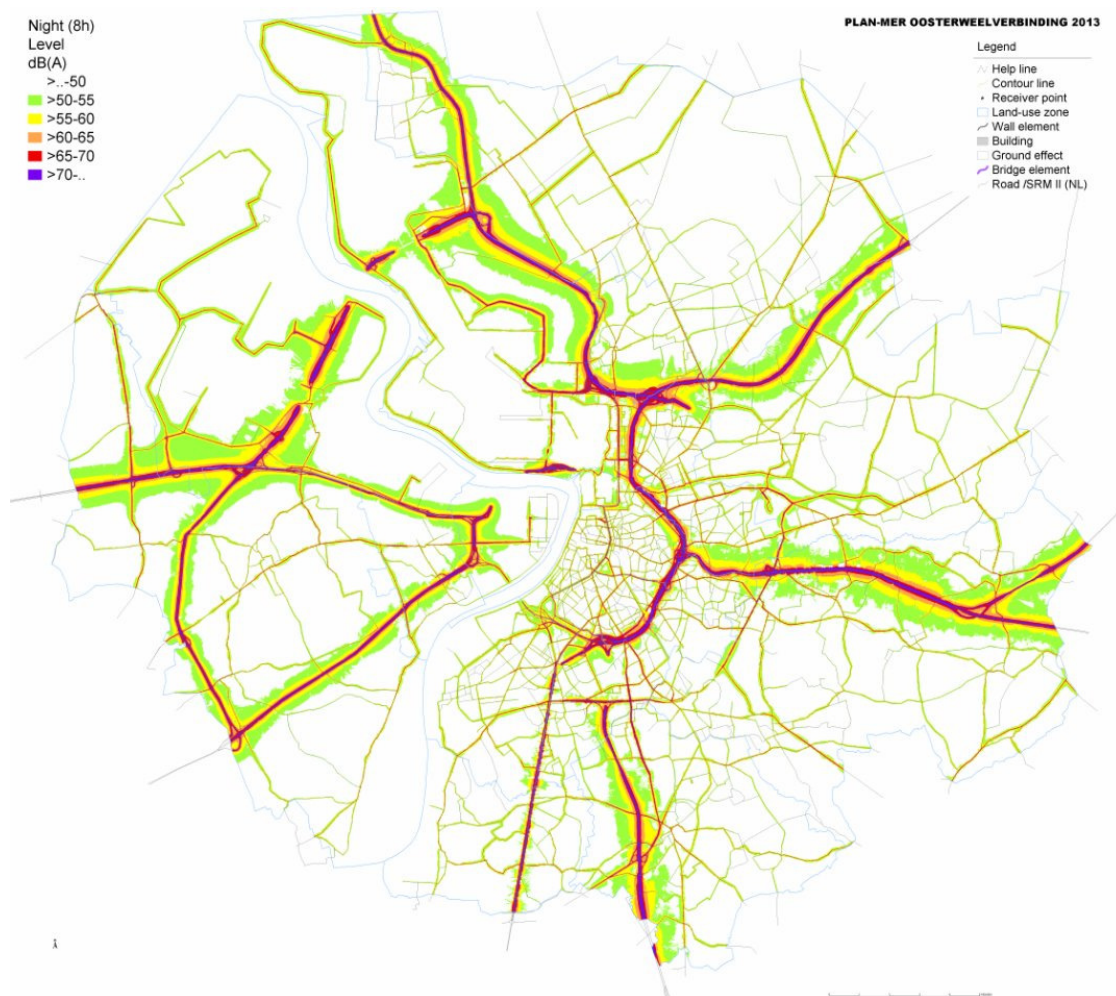 Night (8h)
Level
dB(A)
>..-50
>50-55
>55-60
>60-65
>65-70
>70-..
PLAN-MER OOSTERWEELVERBINDING 2013
Legend
Help line
Contour line
Receiver point
Land-use zone
Wall element
Building
Ground effect
Bridge element
Road /SRM II (NL)